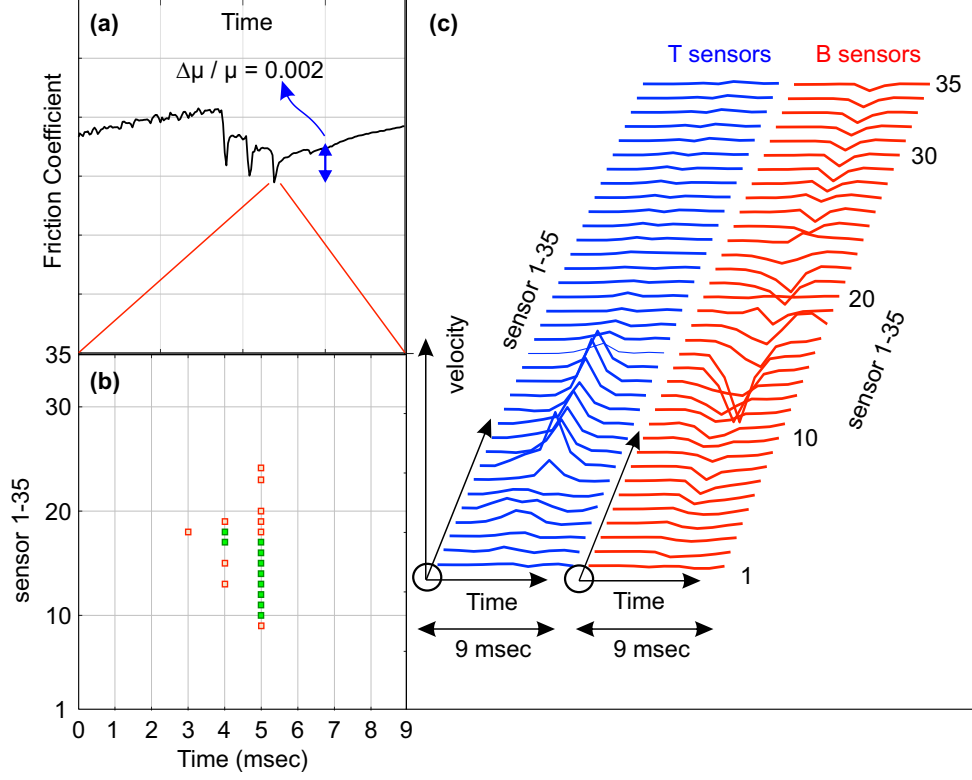 (a)
Time
Δμ / μ = 0.002
Friction Coefficient
(b)
35
30
20
10
1
sensor 1-35
0 1 2 3 4 5 6 7 8 9
Time (msec)
(c)
T sensors
B sensors
35
30
20
10
1
sensor 1-35
sensor 1-35
velocity
Time
Time
9 msec
9 msec